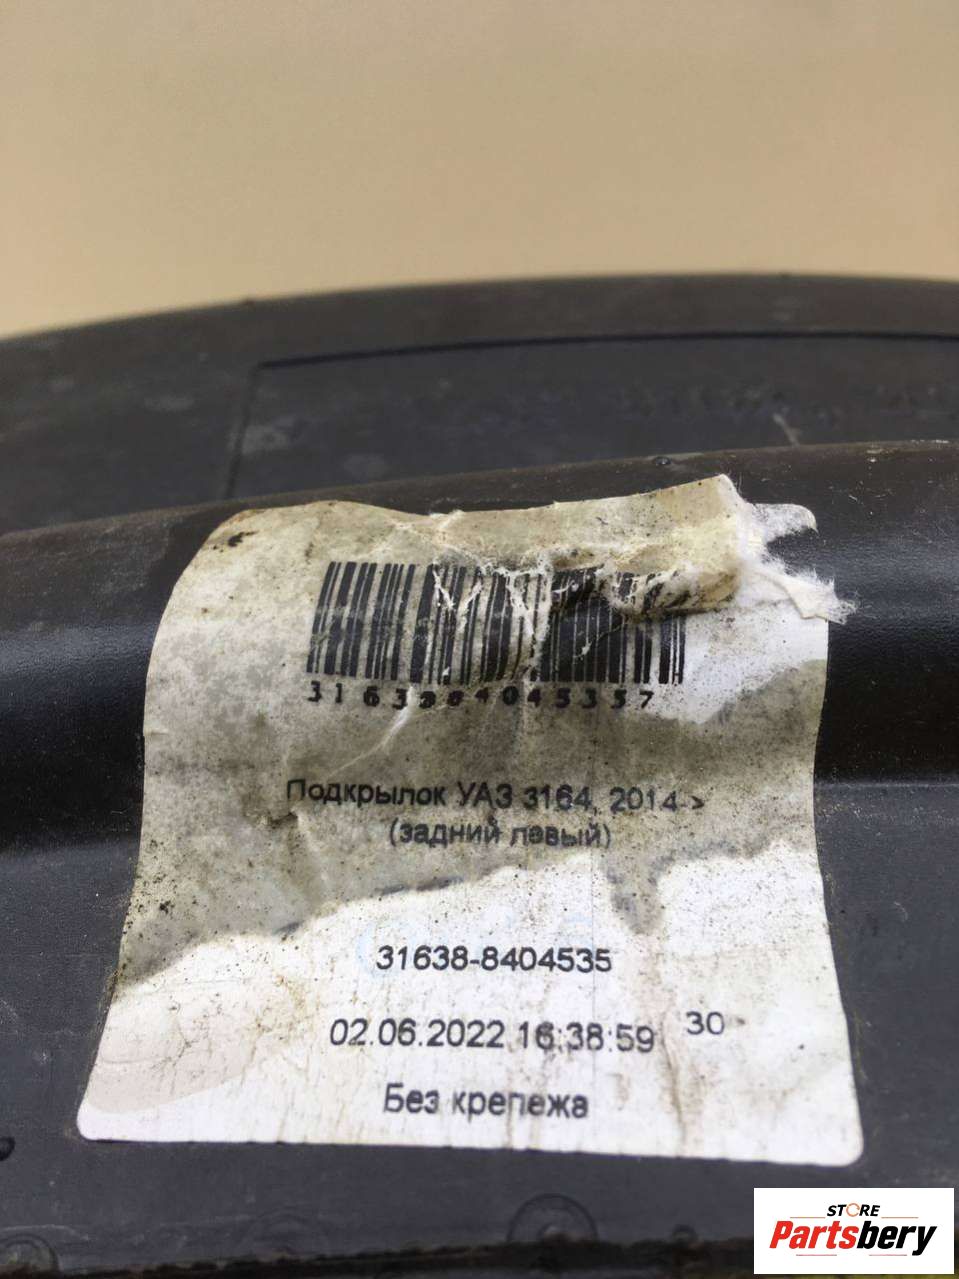 3163884045357
Подкрылок УАЗ 3164, 2014->
(задний левый)
31638-8404535
02.06.2022 16:38:59 30
Без крепежа
STORE
Partsbery